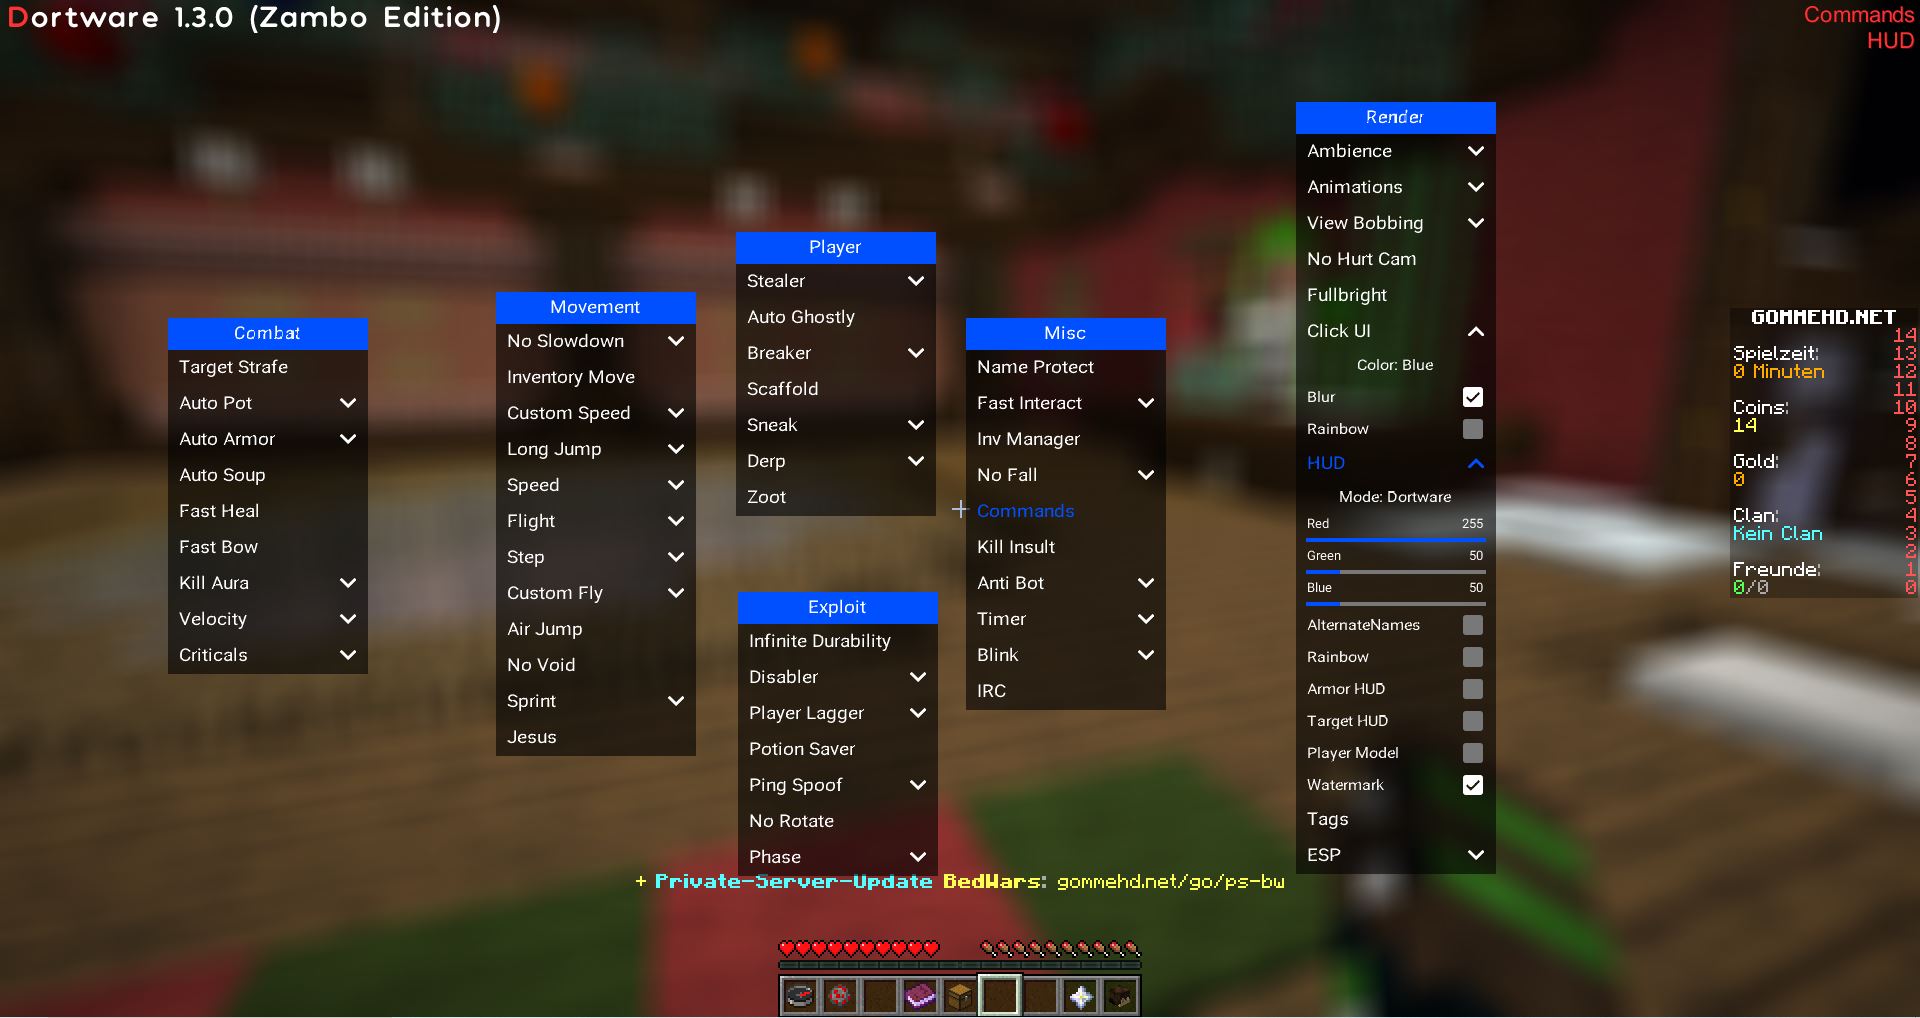 Dortware 1.3.0 (Zambo Edition)
Commands
HUD
Combat
Target Strafe
Auto Pot
Auto Armor
Auto Soup
Fast Heal
Fast Bow
Kill Aura
Velocity
Criticals
Movement
No Slowdown
Inventory Move
Custom Speed
Long Jump
Speed
Flight
Step
Custom Fly
Air Jump
No Void
Sprint
Jesus
Player
Stealer
Auto Ghostly
Breaker
Scaffold
Sneak
Derp
Zoot
Exploit
Infinite Durability
Disabler
Player Lagger
Potion Saver
Ping Spoof
No Rotate
Phase
Misc
Name Protect
Fast Interact
Inv Manager
No Fall
Commands
Kill Insult
Anti Bot
Timer
Blink
IRC
Render
Ambience
Animations
View Bobbing
No Hurt Cam
Fullbright
Click UI
Color: Blue
Blur
Rainbow
HUD
Mode: Dortware
Red 255
Green 50
Blue 50
AlternateNames
Rainbow
Armor HUD
Target HUD
Player Model
Watermark
Tags
ESP
GOMMEHD.NET
14
Spielzeit: 13
0 Minuten 12
11
Coins: 10
14 9
8
Gold: 7
0 6
5
Clan: 4
Kein Clan 3
2
Freunde: 1
0/0 0
+ Private-Server-Update BedWars: gommehd.net/go/ps-bw